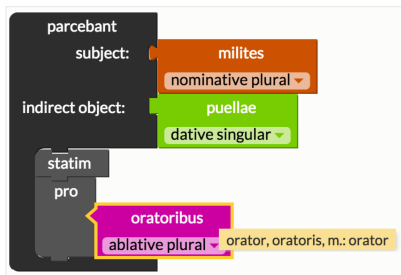 parcebant
subject: milites
nominative plural
indirect object: puellae
dative singular
statim
pro
oratoribus
ablative plural
orator, oratoris, m.: orator